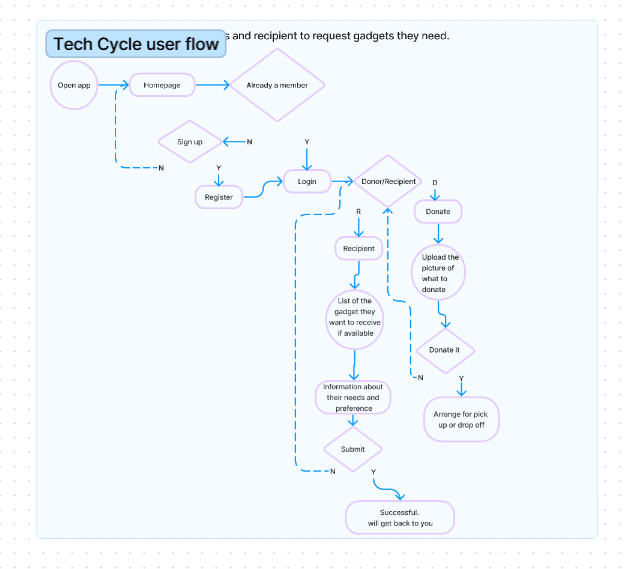 Tech Cycle user flow
s and recipient to request gadgets they need.
Open app
Homepage
Already a member
Sign up
N
Y
N
Y
Register
Login
Donor/Recipient
D
Donate
R
Recipient
Upload the
picture of
what to
donate
List of the
gadget they
want to receive
if available
Donate it
N
Y
Information about
their needs and
preference
Arrange for pick
up or drop off
Submit
N
Y
Successful.
will get back to you